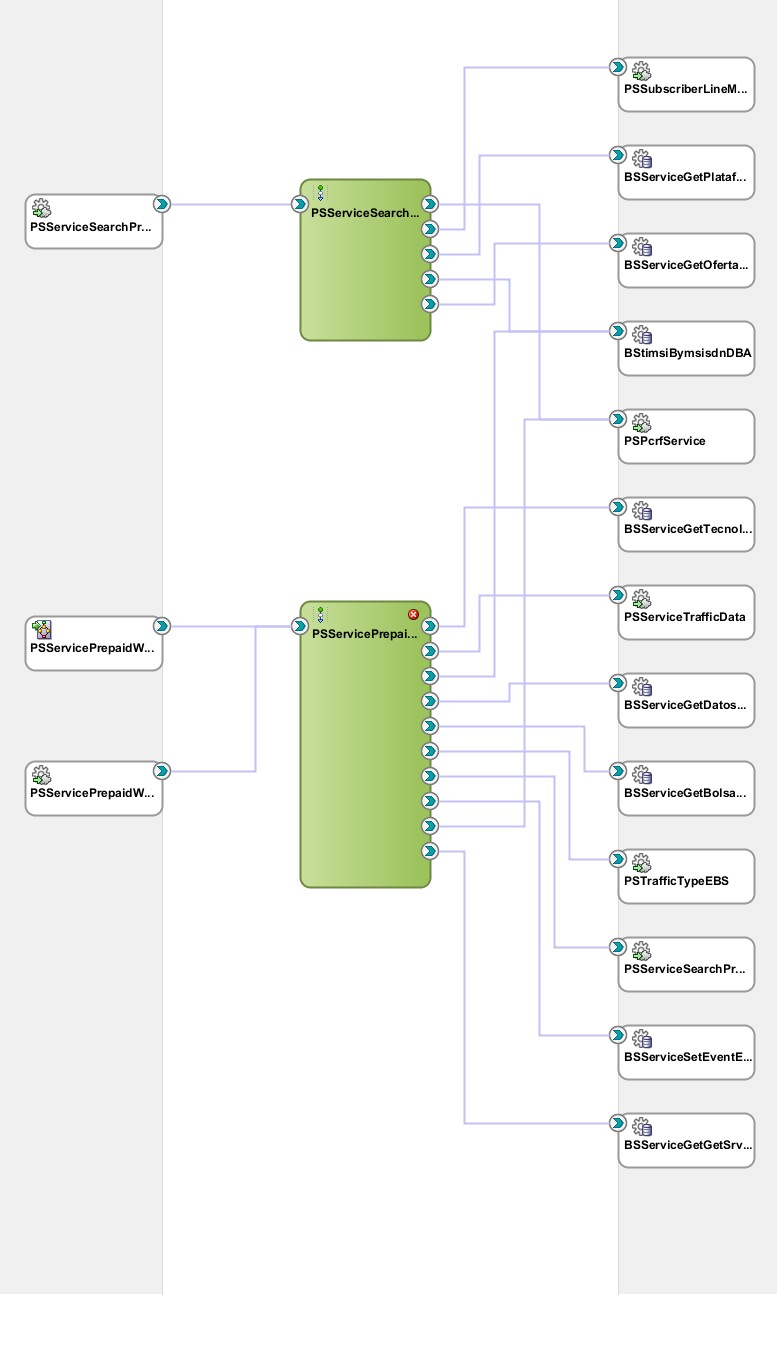 PSServiceSearchPr...
PSServicePrepaidW...
PSServicePrepaidW...
PSServiceSearch...
PSServicePrepai...
PSSubscriberLineM...
BSServiceGetPlataf...
BSServiceGetOferta...
BStimsiBymsisdnDBA
PSPcrfService
BSServiceGetTecnol...
PSServiceTrafficData
BSServiceGetDatos...
BSServiceGetBolsa...
PSTrafficTypeEBS
PSServiceSearchPr...
BSServiceSetEventE...
BSServiceGetGetSrv...